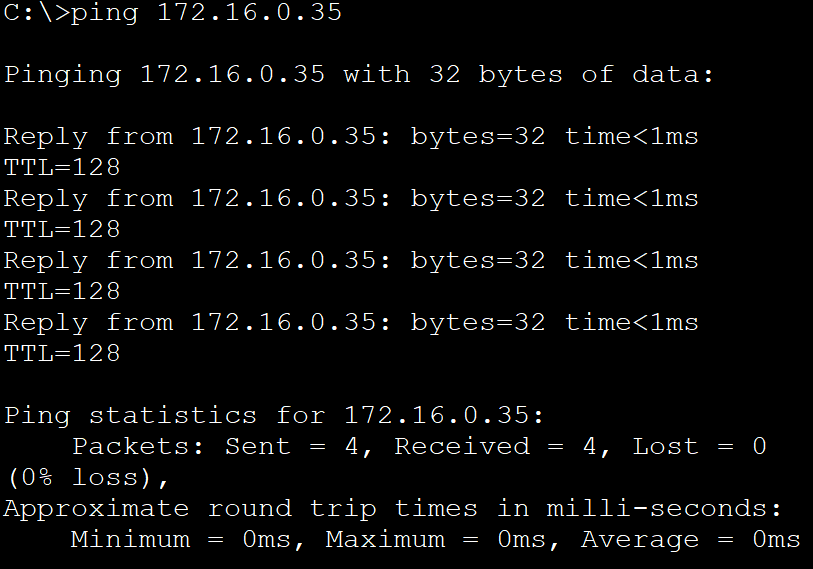 C:\>ping 172.16.0.35
Pinging 172.16.0.35 with 32 bytes of data:
Reply from 172.16.0.35: bytes=32 time<1ms
TTL=128
Reply from 172.16.0.35: bytes=32 time<1ms
TTL=128
Reply from 172.16.0.35: bytes=32 time<1ms
TTL=128
Reply from 172.16.0.35: bytes=32 time<1ms
TTL=128
Ping statistics for 172.16.0.35:
    Packets: Sent = 4, Received = 4, Lost = 0
(0% loss),
Approximate round trip times in milli-seconds:
    Minimum = 0ms, Maximum = 0ms, Average = 0ms